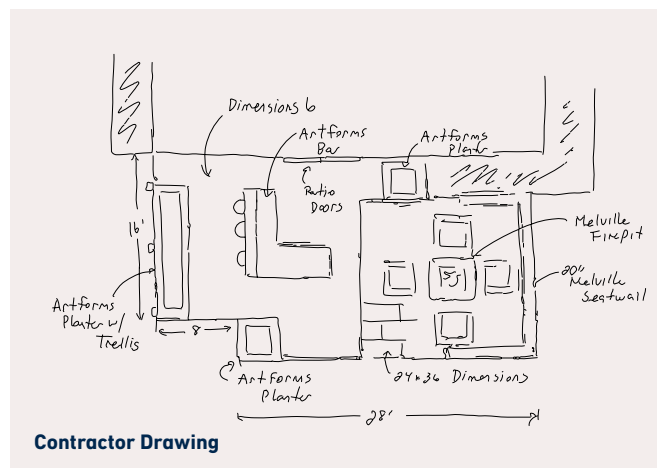 Dimensions 6
Artforms
Bar
Artforms
Planter
Patio
Doors
16'
Melville
Firepit
20"
Melville
Seatwall
Artforms
Planter w/
Trellis
8
Artforms
Planter
24x36 Dimensions
28'
Contractor Drawing